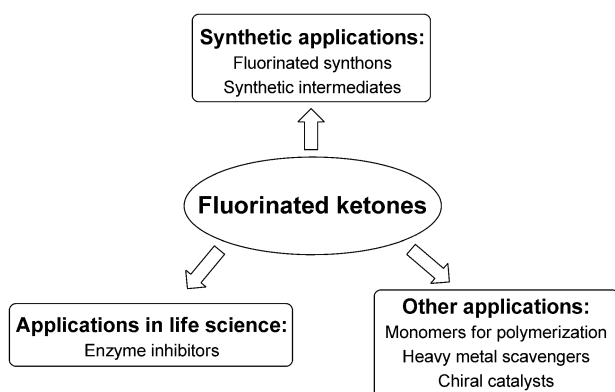 Synthetic applications:
Fluorinated synthons
Synthetic intermediates
Fluorinated ketones
Applications in life science:
Enzyme inhibitors
Other applications:
Monomers for polymerization
Heavy metal scavengers
Chiral catalysts